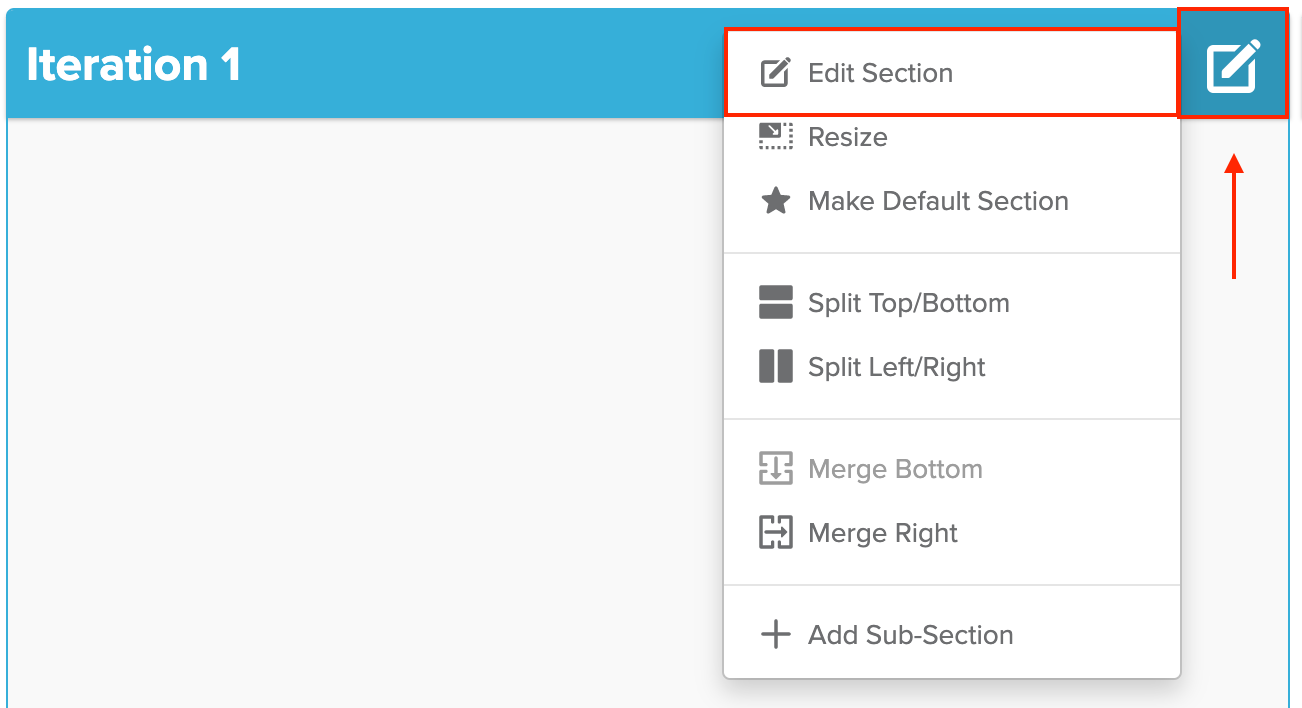 Iteration 1
Edit Section
Resize
Make Default Section
Split Top/Bottom
Split Left/Right
Merge Bottom
Merge Right
Add Sub-Section